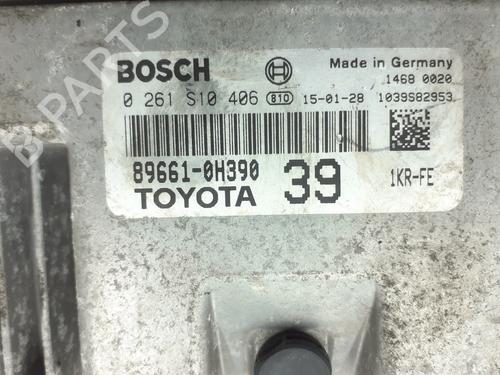 B-PARTS
BOSCH
Made in Germany
1468 0020
0 261 S10 406 810 15-01-28 1039S82953
89661-0H390
TOYOTA
39
1KR-FE